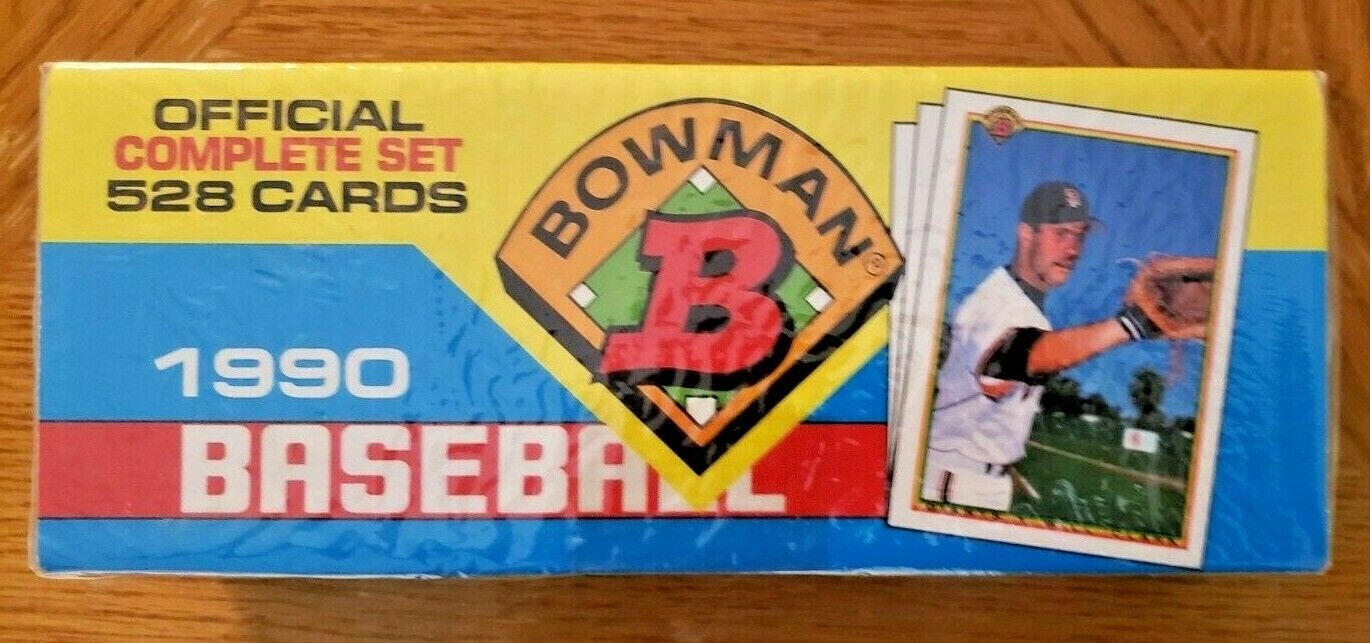 OFFICIAL
COMPLETE SET
528 CARDS
BOWMAN®
B
1990
BASEBALL